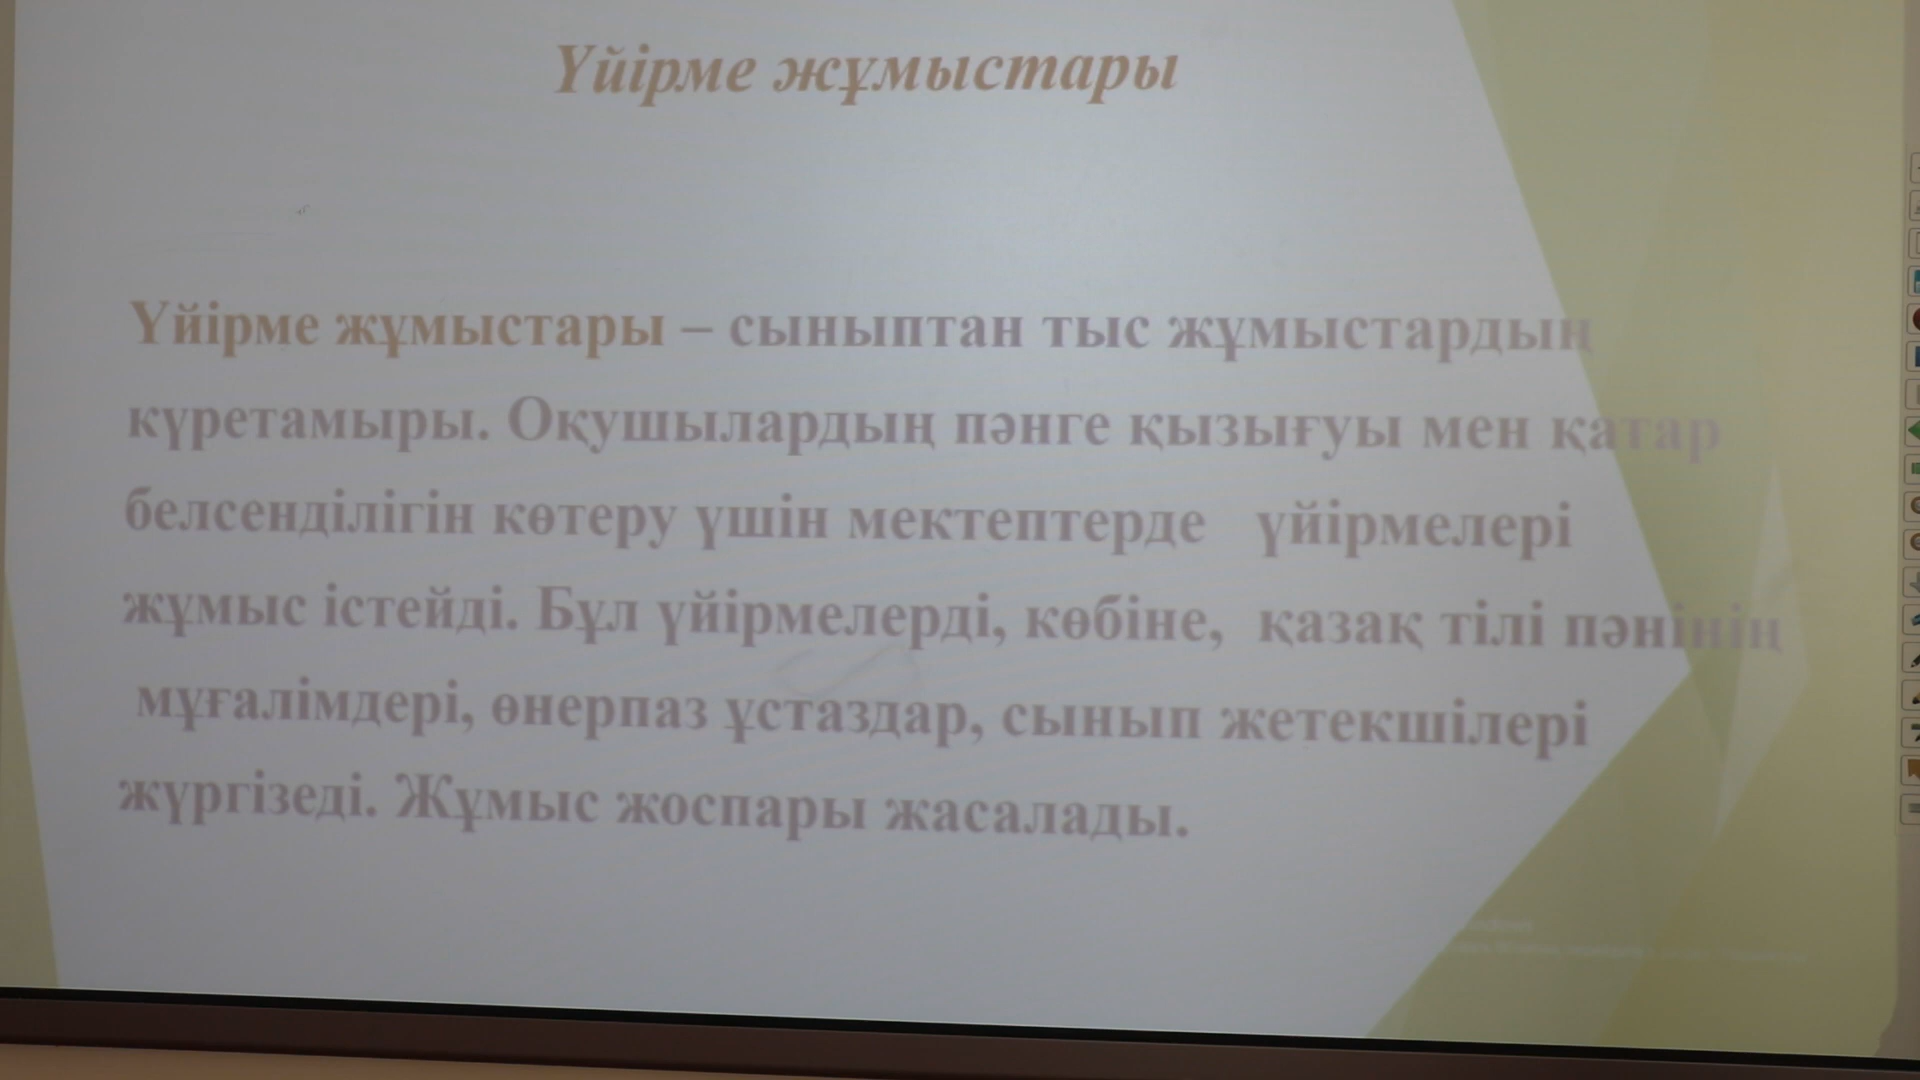 Үйірме жұмыстары
Үйірме жұмыстары – сыныптан тыс жұмыстардың
күретамыры. Оқушылардың пәнге қызығуы мен қатар
белсенділігін көтеру үшін мектептерде үйірмелері
жұмыс істейді. Бұл үйірмелерді, көбіне, қазақ тілі пәнінің
мұғалімдері, өнерпаз ұстаздар, сынып жетекшілері
жүргізеді. Жұмыс жоспары жасалады.